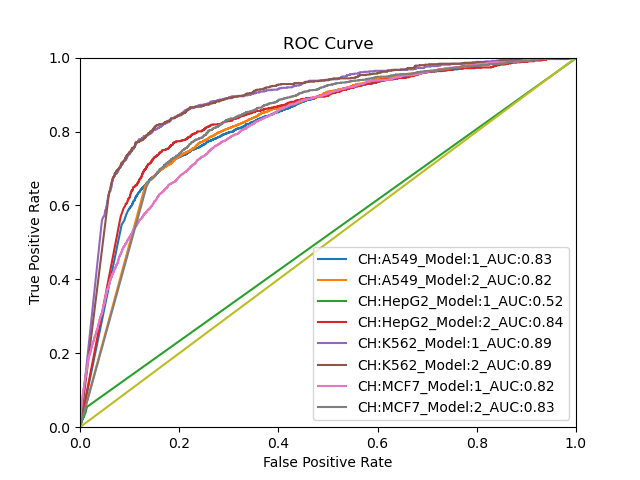 ROC Curve
1.0
0.8
0.6
0.4
0.2
0.0
True Positive Rate
CH:A549_Model:1_AUC:0.83
CH:A549_Model:2_AUC:0.82
CH:HepG2_Model:1_AUC:0.52
CH:HepG2_Model:2_AUC:0.84
CH:K562_Model:1_AUC:0.89
CH:K562_Model:2_AUC:0.89
CH:MCF7_Model:1_AUC:0.82
CH:MCF7_Model:2_AUC:0.83
0.0 0.2 0.4 0.6 0.8 1.0
False Positive Rate